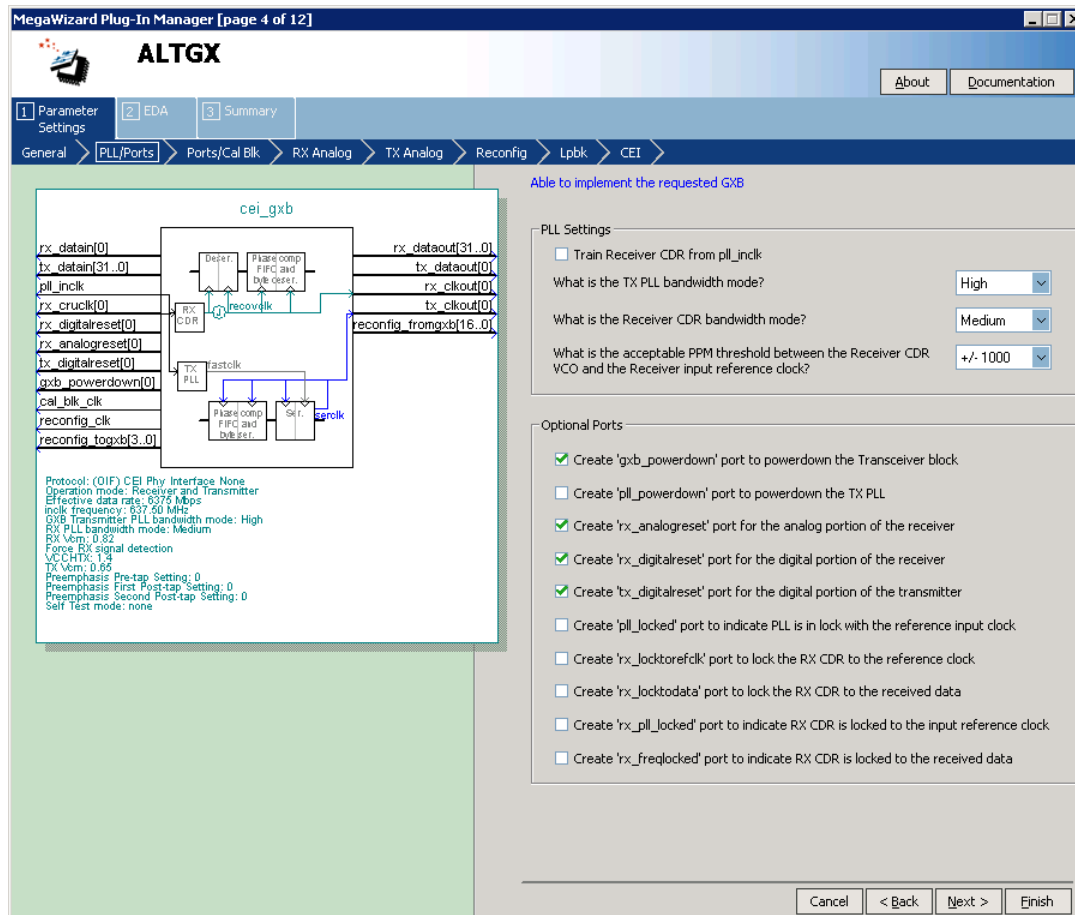 MegaWizard Plug-In Manager [page 4 of 12]
ALTGX
About
Documentation
1 Parameter Settings
2 EDA
3 Summary
General
PLL/Ports
Ports/Cal Blk
RX Analog
TX Analog
Reconfig
Lpbk
CEI
cei_gxb
rx_datain[0]
tx_datain[31..0]
pll_inclk
rx_cruclk[0]
rx_digitalreset[0]
rx_analogreset[0]
tx_digitalreset[0]
gxb_powerdown[0]
cal_blk_clk
reconfig_clk
reconfig_togxb[3..0]
Deser.
Phase comp
FIFO and
byte deser.
RX
CDR
recovclk
TX
PLL
fastclk
Phase comp
FIFO and
byte ser.
Ser.
serclk
rx_dataout[31..0]
tx_dataout[0]
rx_clkout[0]
tx_clkout[0]
reconfig_fromgxb[16..0]
Protocol: (OIF) CEI Phy Interface None
Operation mode: Receiver and Transmitter
Effective data rate: 6375 Mbps
inclk frequency: 637.50 MHz
GXB Transmitter PLL bandwidth mode: High
RX PLL bandwidth mode: Medium
RX Vcm: 0.82
Force RX signal detection
VCCHTX: 1.4
TX Vcm: 0.65
Preemphasis Pre-tap Setting: 0
Preemphasis First Post-tap Setting: 0
Preemphasis Second Post-tap Setting: 0
Self Test mode: none
Able to implement the requested GXB
PLL Settings
Train Receiver CDR from pll_inclk
What is the TX PLL bandwidth mode?
High
What is the Receiver CDR bandwidth mode?
Medium
What is the acceptable PPM threshold between the Receiver CDR
VCO and the Receiver input reference clock?
+/- 1000
Optional Ports
Create 'gxb_powerdown' port to powerdown the Transceiver block
Create 'pll_powerdown' port to powerdown the TX PLL
Create 'rx_analogreset' port for the analog portion of the receiver
Create 'rx_digitalreset' port for the digital portion of the receiver
Create 'tx_digitalreset' port for the digital portion of the transmitter
Create 'pll_locked' port to indicate PLL is in lock with the reference input clock
Create 'rx_locktorefclk' port to lock the RX CDR to the reference clock
Create 'rx_locktodata' port to lock the RX CDR to the received data
Create 'rx_pll_locked' port to indicate RX CDR is locked to the input reference clock
Create 'rx_freqlocked' port to indicate RX CDR is locked to the received data
Cancel
< Back
Next >
Finish